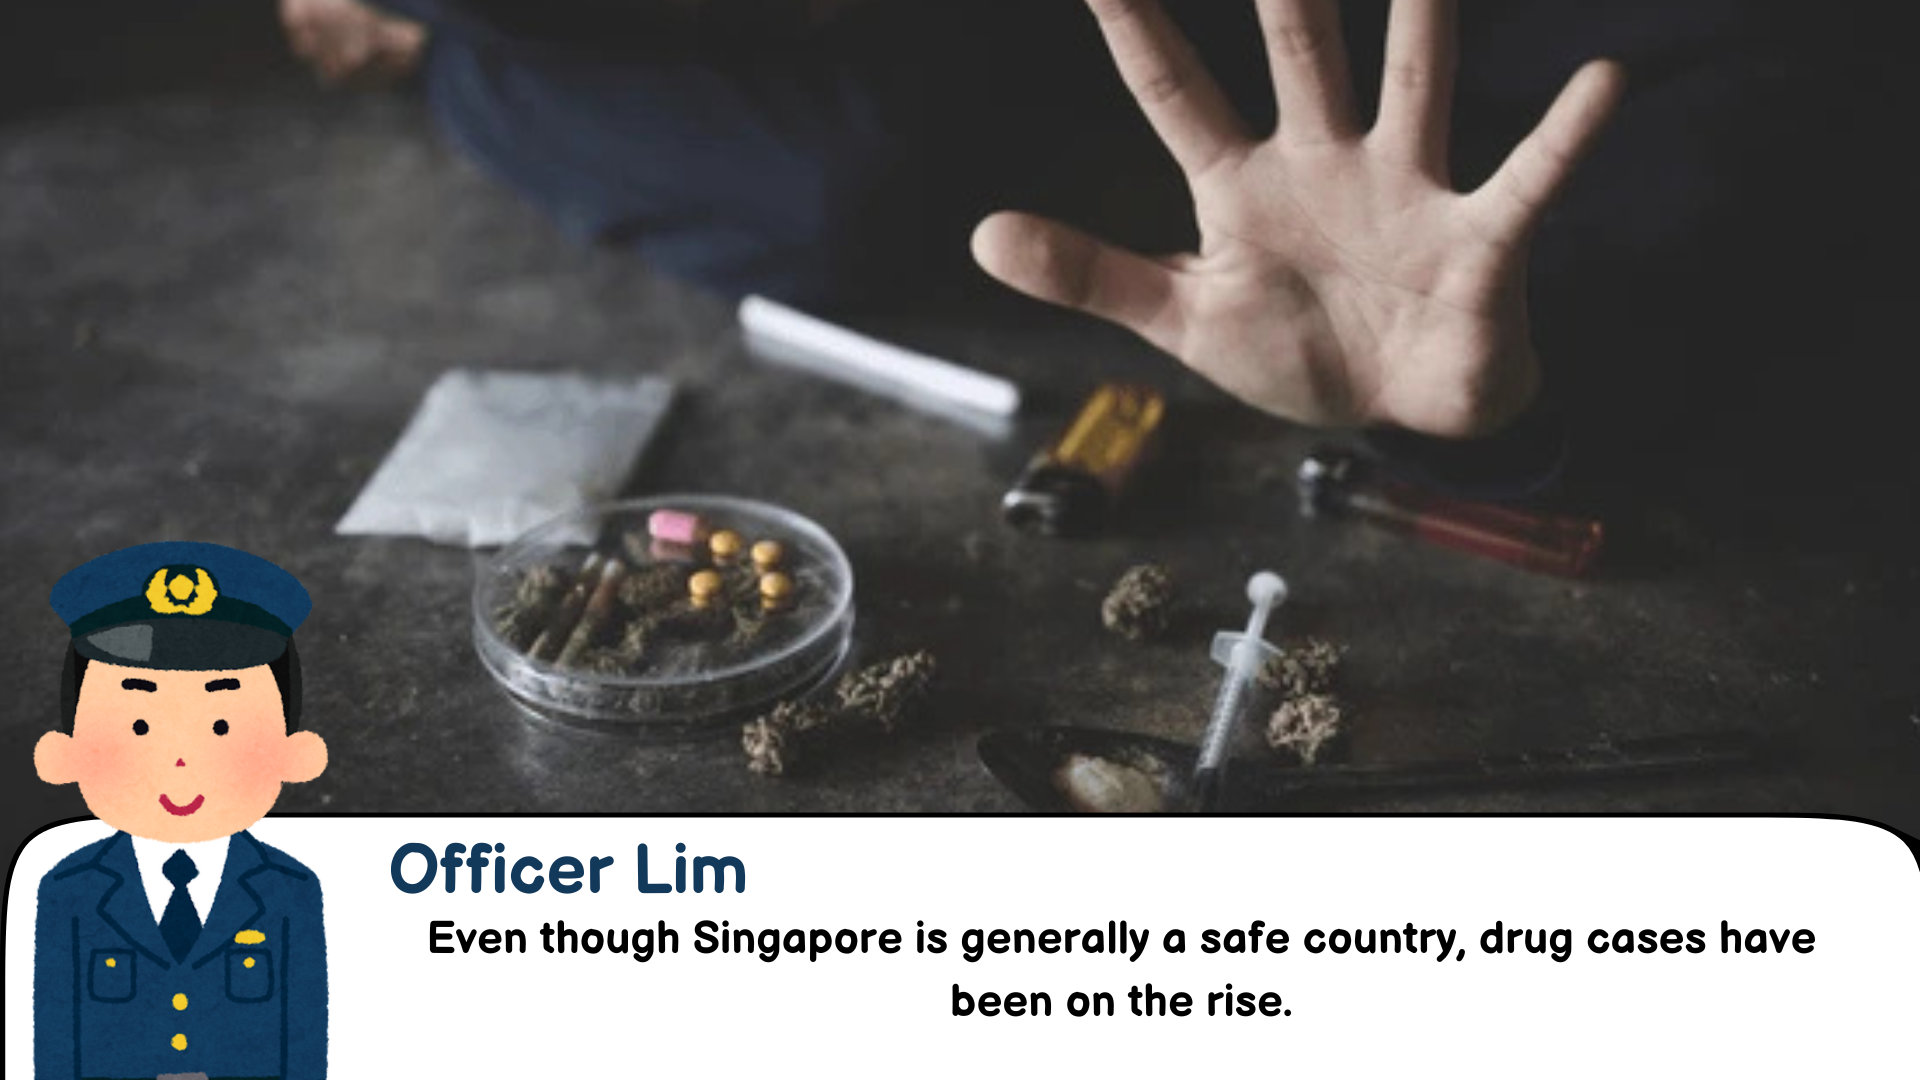 Officer Lim
Even though Singapore is generally a safe country, drug cases have
been on the rise.